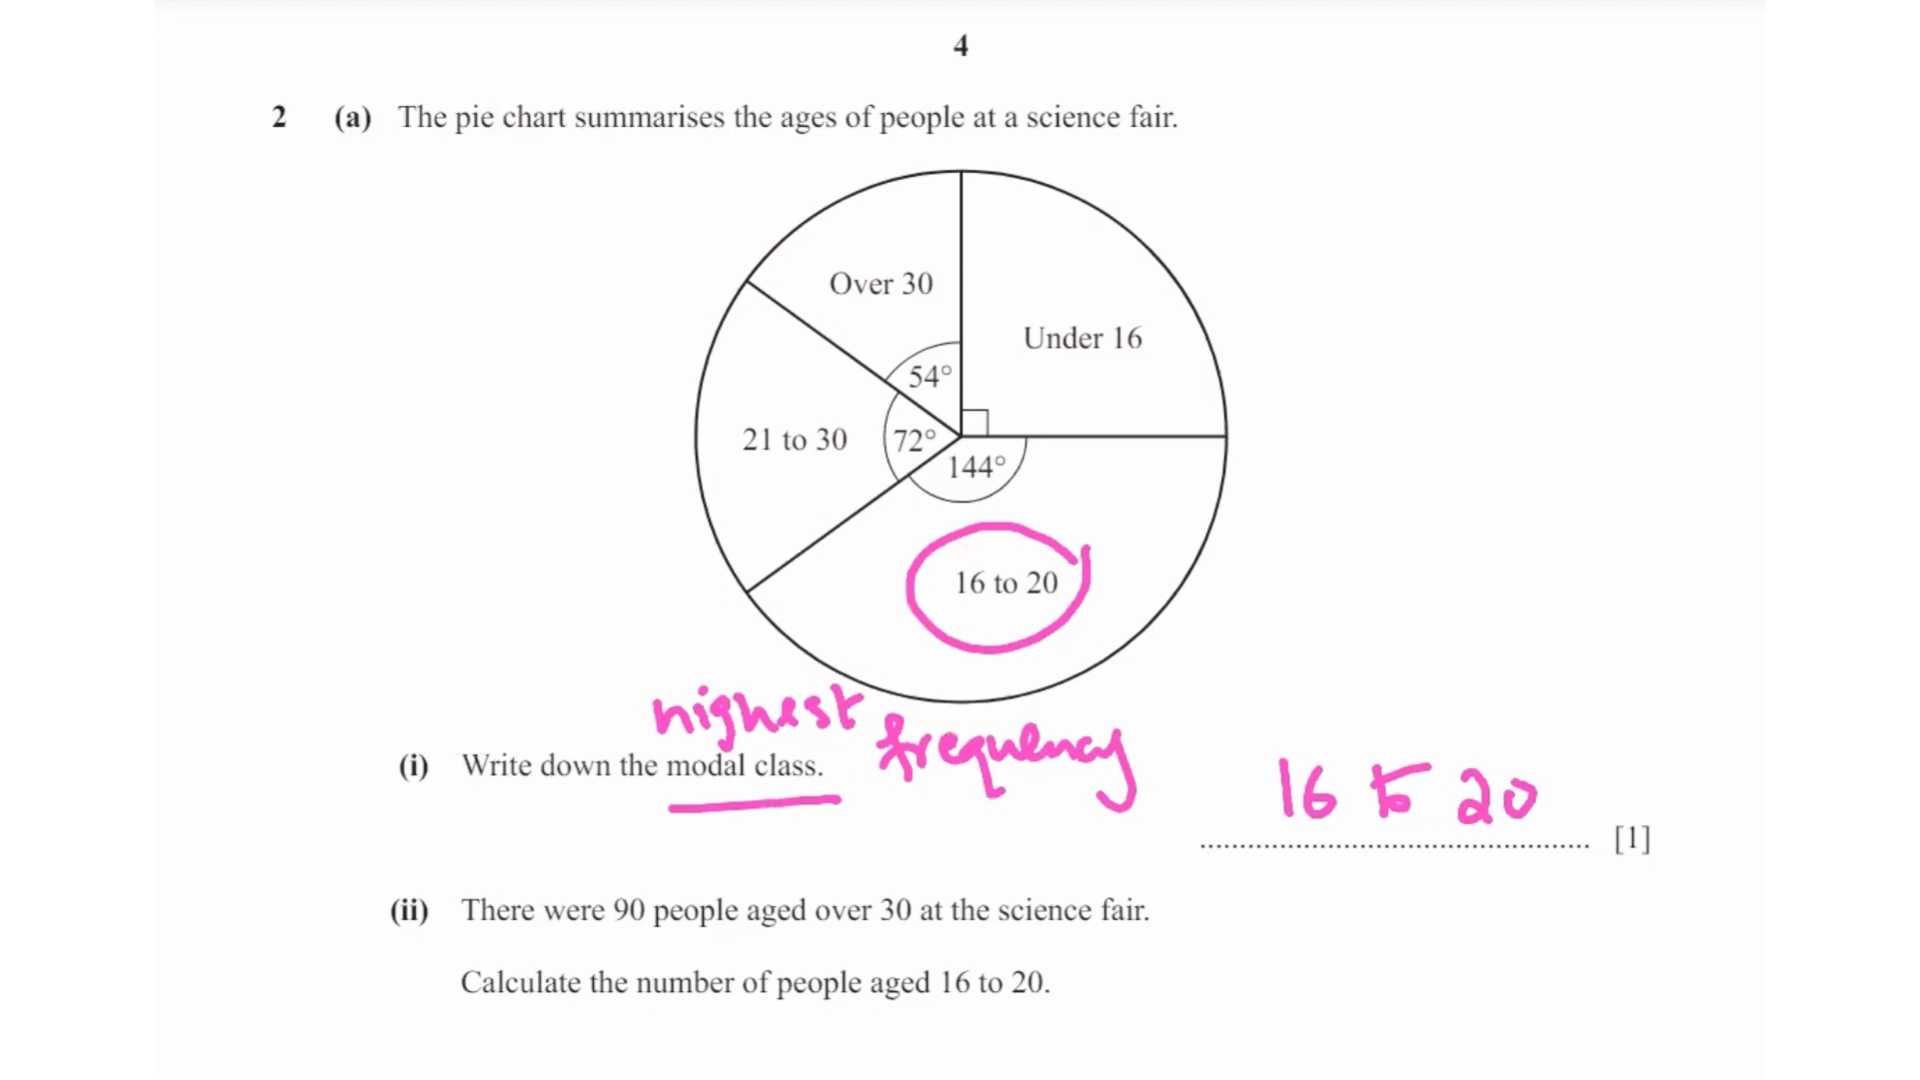 4
2 (a) The pie chart summarises the ages of people at a science fair.
Over 30
Under 16
54°
21 to 30
72°
144°
16 to 20
highest frequency
(i) Write down the modal class.
16 to 20
.................................................. [1]
(ii) There were 90 people aged over 30 at the science fair.
Calculate the number of people aged 16 to 20.